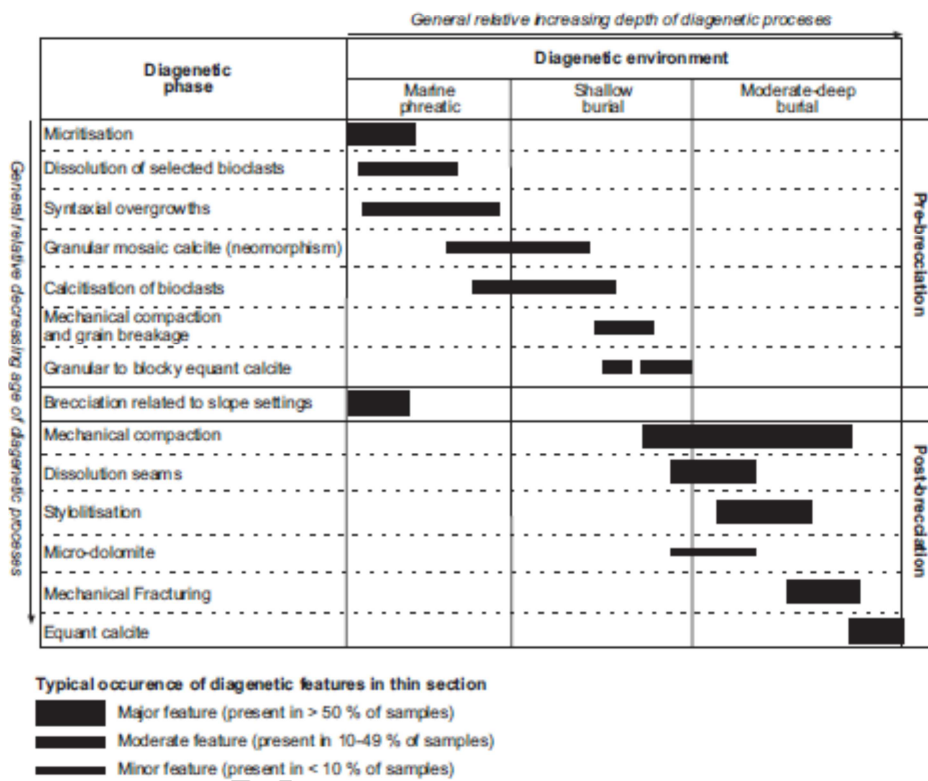 General relative increasing depth of diagenetic proceses
Diagenetic
phase
Diagenetic environment
Marine
phreatic
Shallow
burial
Moderate-deep
burial
General relative decreasing age of diagenetic processes
Micritisation
Dissolution of selected bioclasts
Syntaxial overgrowths
Granular mosaic calcite (neomorphism)
Calcitisation of bioclasts
Mechanical compaction
and grain breakage
Granular to blocky equant calcite
Pre-brecciation
Brecciation related to slope settings
Mechanical compaction
Dissolution seams
Stylolitisation
Micro-dolomite
Mechanical Fracturing
Equant calcite
Post-brecciation
Typical occurence of diagenetic features in thin section
Major feature (present in > 50 % of samples)
Moderate feature (present in 10-49 % of samples)
Minor feature (present in < 10 % of samples)